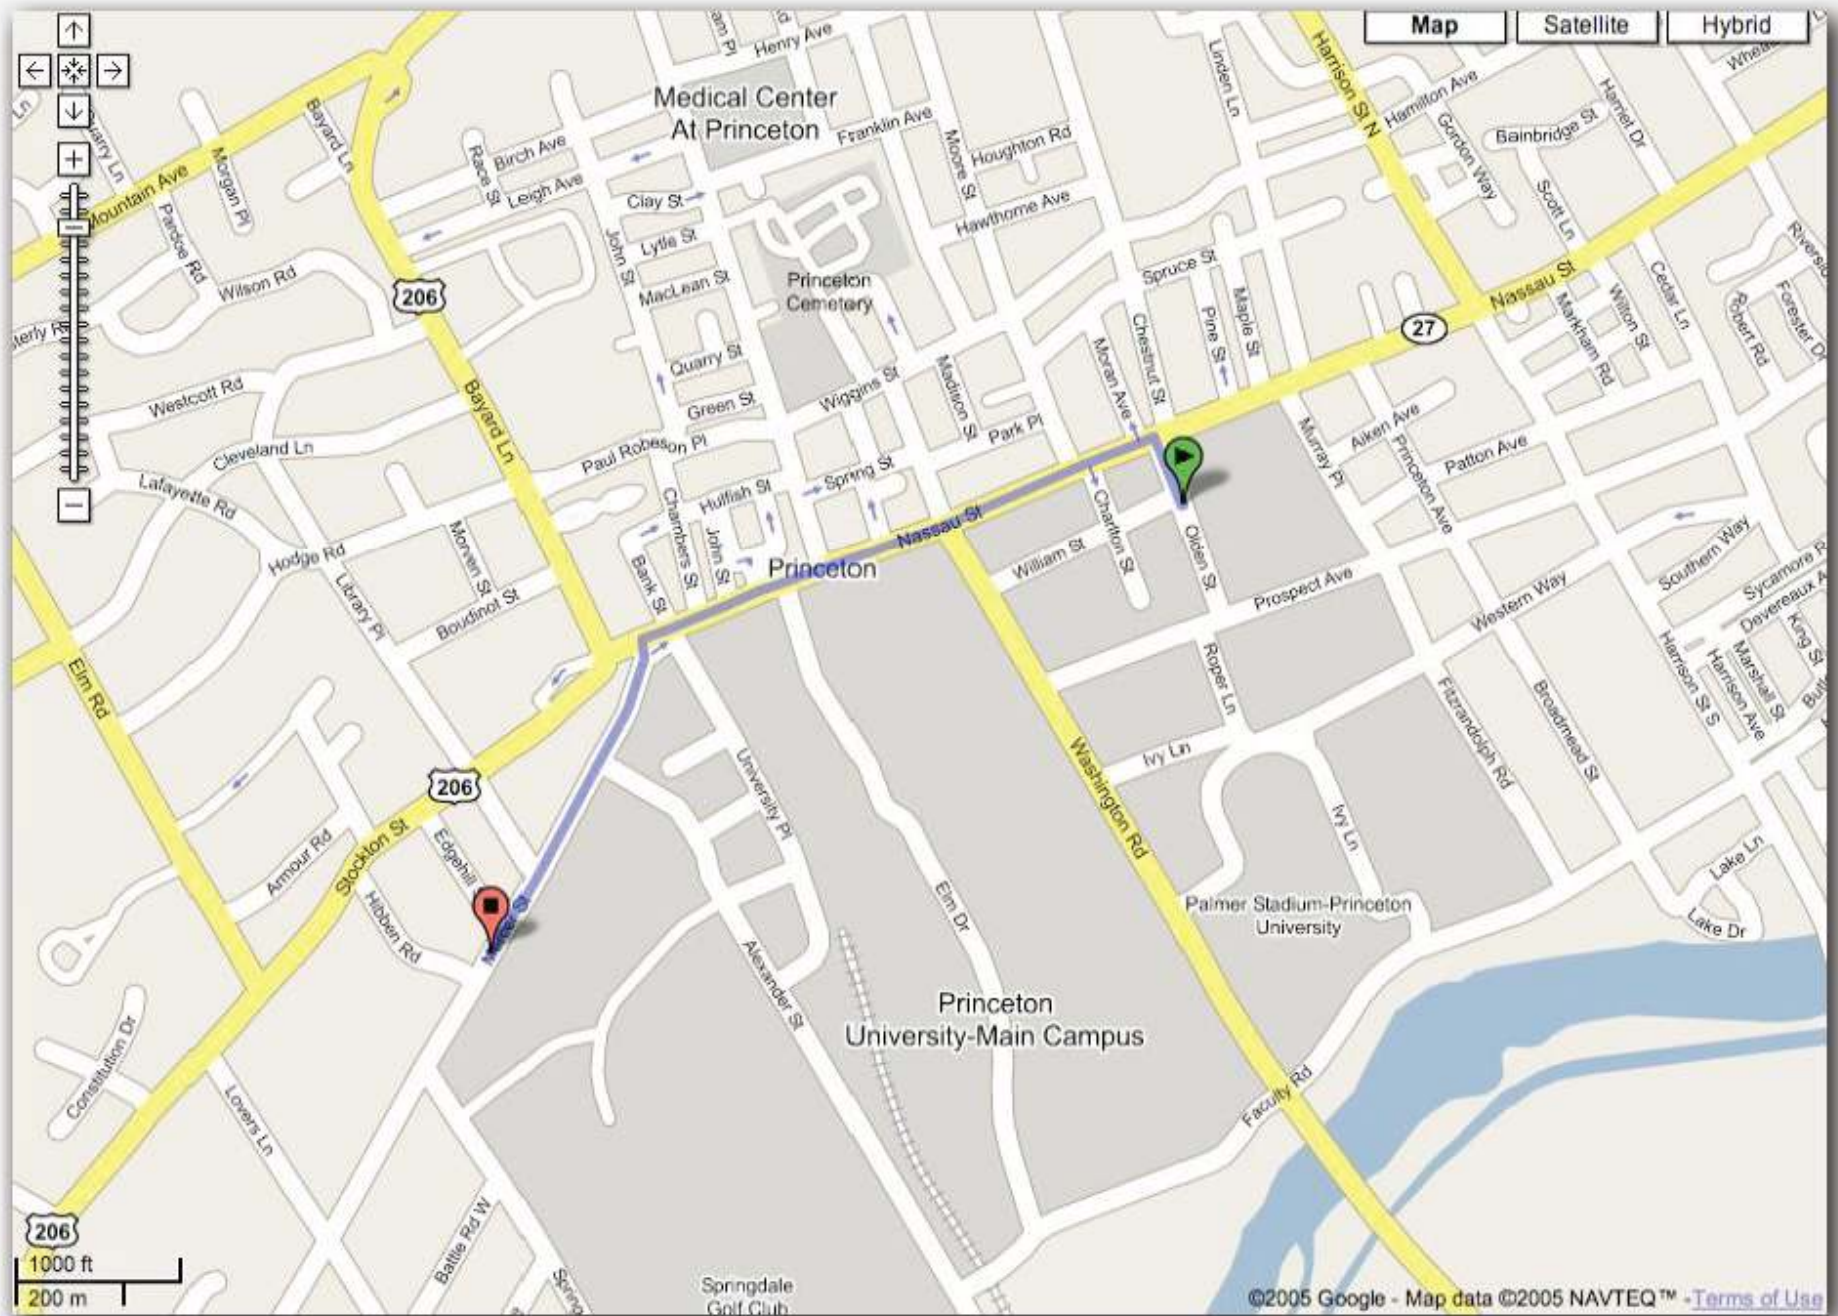 Map
Satellite
Hybrid
Henry Ave
Linden Ln
Harrison St N
Hamilton Ave
Harriet Dr
Gordon Way
Bainbridge St
Medical Center
At Princeton
Franklin Ave
Bayard Ln
Morgan Pl
Race St
Birch Ave
Leigh Ave
Moore St
Houghton Rd
Mountain Ave
Pardoe Rd
Clay St
Lytle St
John St
MacLean St
Hawthorne Ave
Scott Ln
Wilson Rd
206
Princeton
Cemetery
Spruce St
Nassau St
Cedar Ln
Maple St
Pine St
Chestnut St
Moran Ave
27
Markham Rd
Wilton St
Robert Rd
Forester Dr
Quarry St
Green St
Wiggins St
Madison St
Park Pl
Westcott Rd
Bayard Ln
Cleveland Ln
Paul Robeson Pl
Lafayette Rd
Hulfish St
Spring St
Murray Pl
Aiken Ave
Princeton Ave
Patton Ave
Chambers St
John St
Bank St
Nassau St
Charlton St
Olden St
Hodge Rd
Morven St
Library Pl
Boudinot St
Princeton
William St
Prospect Ave
Western Way
Southern Way
Devereaux A
King St
Marshall St
Harrison Ave
Harrison St S
Elm Rd
Roper Ln
Fitzrandolph Rd
Broadmead St
206
University Pl
Washington Rd
Ivy Ln
Ivy Ln
Armour Rd
Stockton St
Edgehill
Hibben Rd
Elm Dr
Alexander St
Palmer Stadium-Princeton
University
Lake Ln
Lake Dr
Princeton
University-Main Campus
Constitution Dr
Lovers Ln
Faculty Rd
Battle Rd W
Spring
206
1000 ft
200 m
Springdale
Golf Club
©2005 Google - Map data ©2005 NAVTEQ™ - Terms of Use